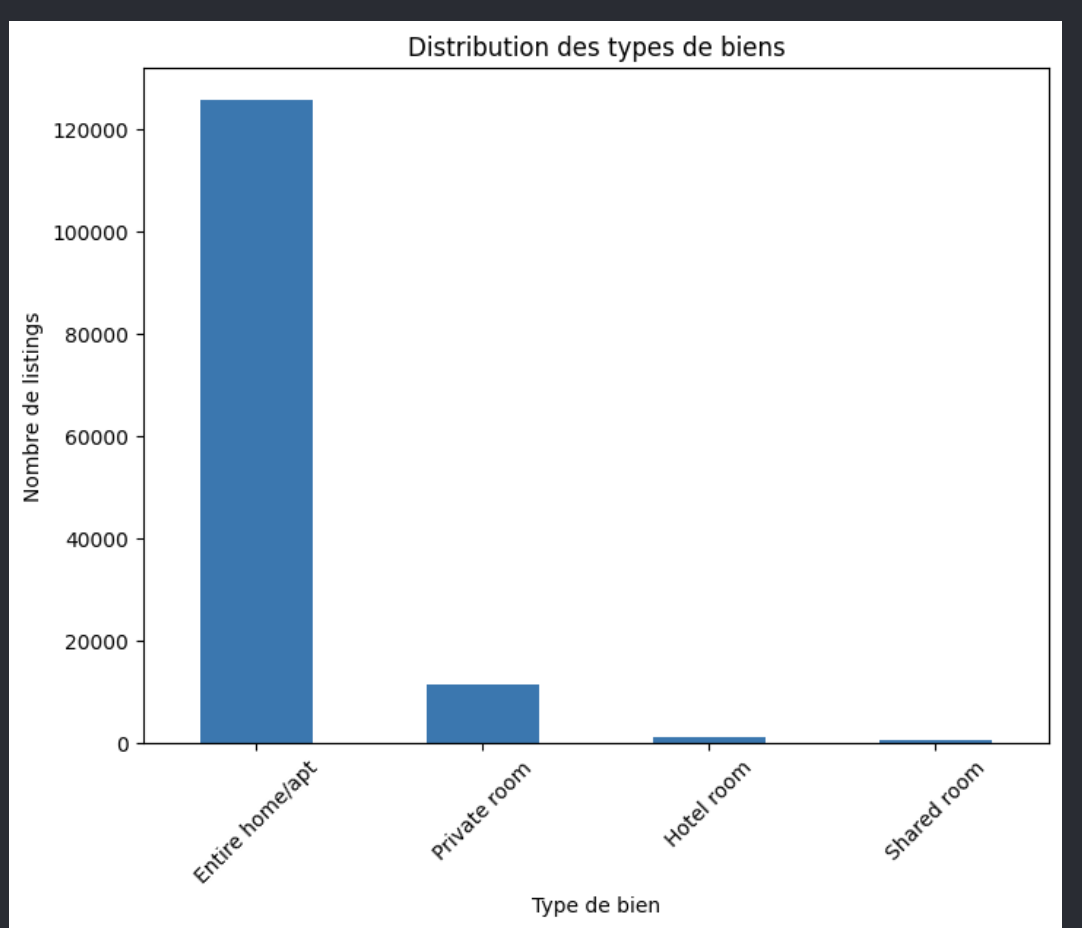 Distribution des types de biens
Nombre de listings
120000
100000
80000
60000
40000
20000
0
Entire home/apt
Private room
Hotel room
Shared room
Type de bien